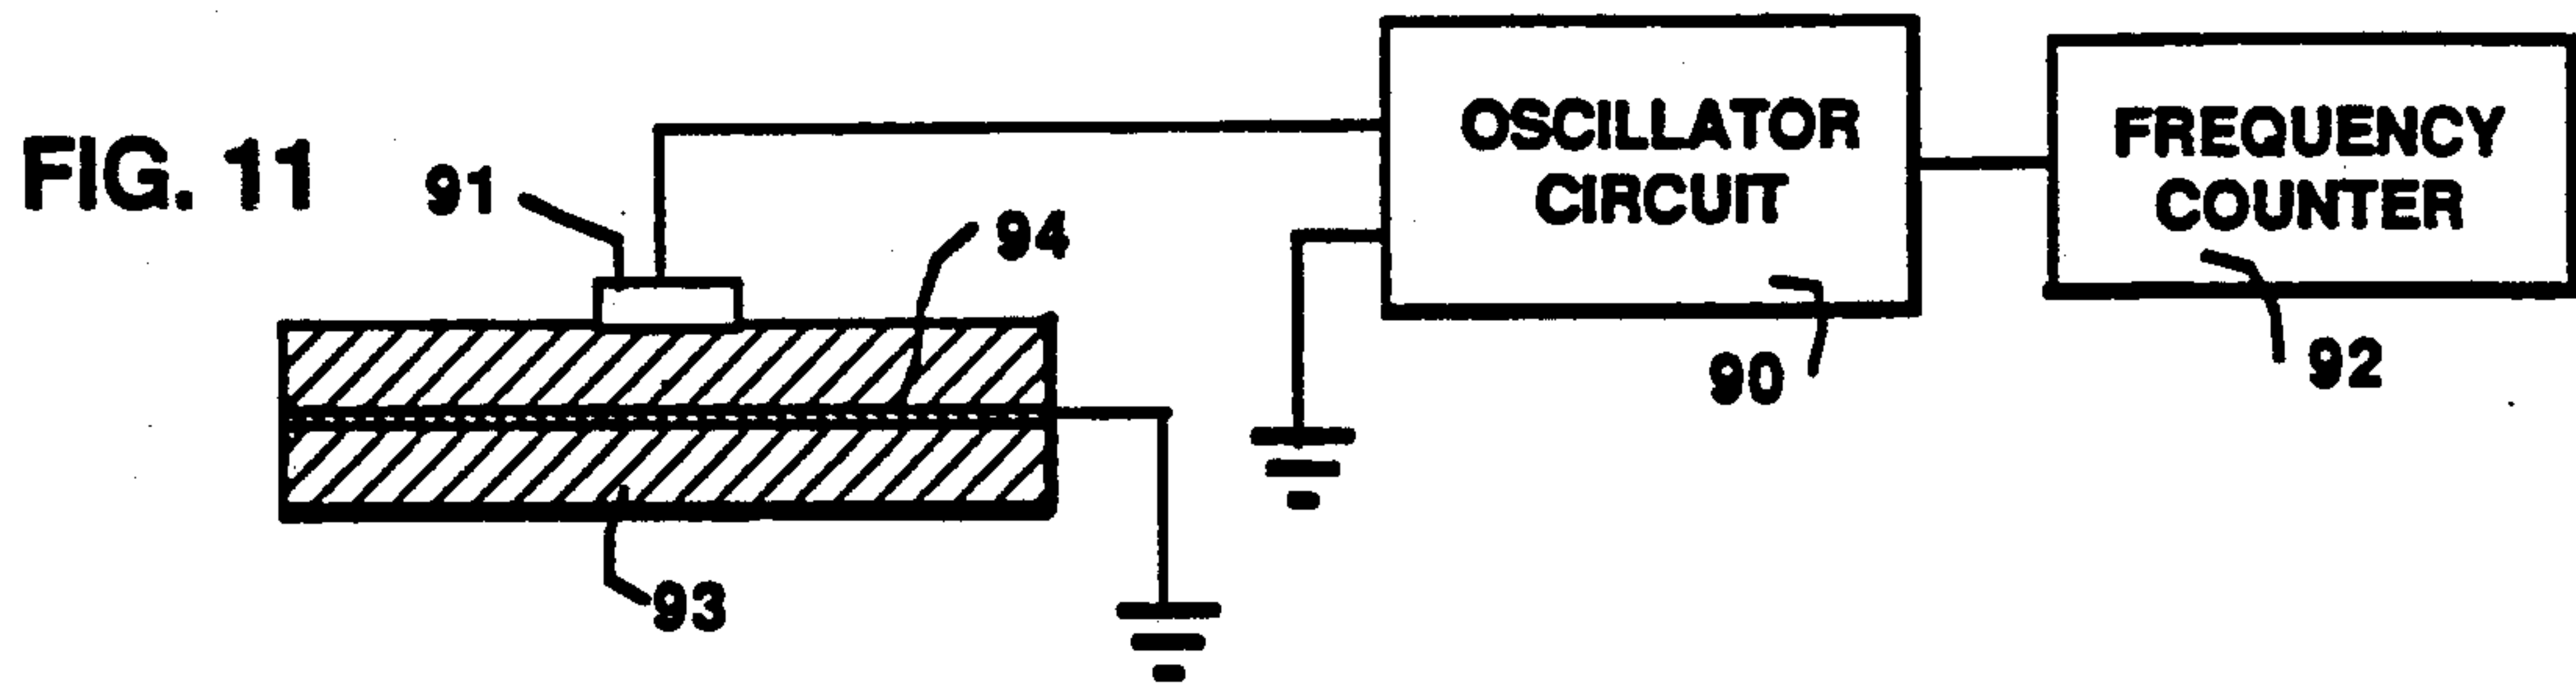 FIG. 11
91
94
OSCILLATOR
CIRCUIT
FREQUENCY
COUNTER
90
92
93